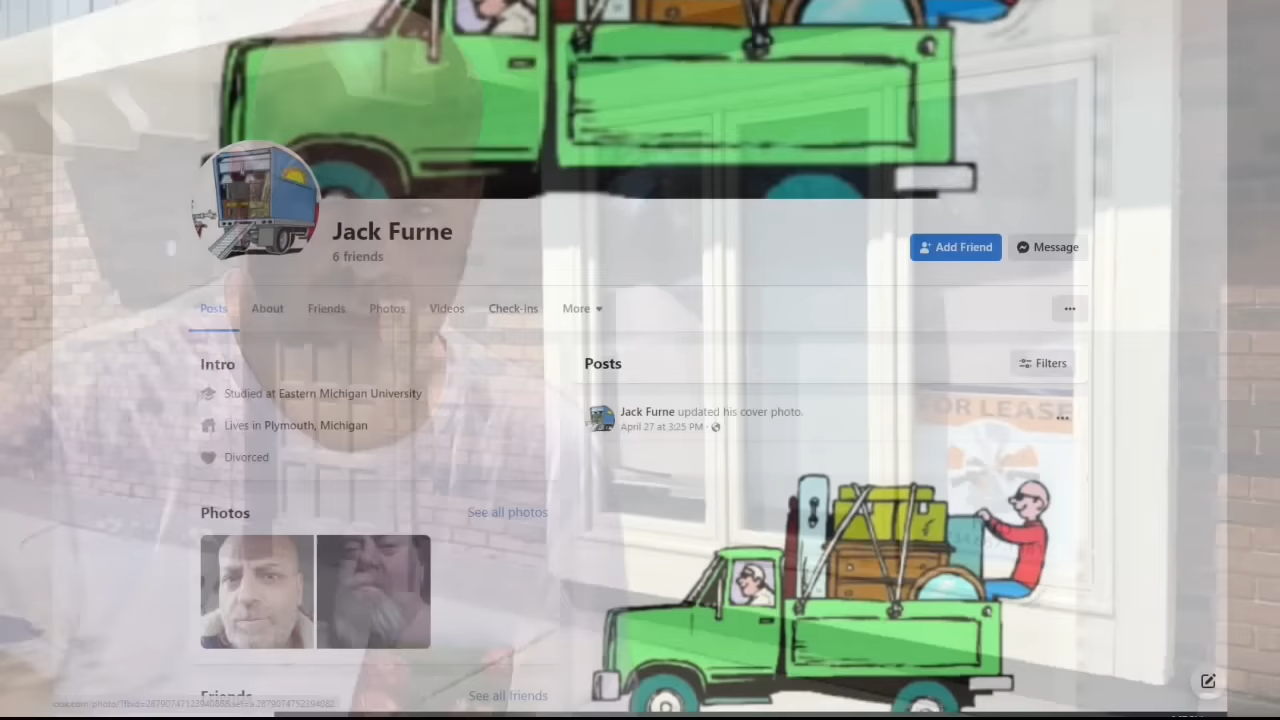 Jack Furne
6 friends
Add Friend
Message
Posts About Friends Photos Videos Check-ins More
Intro
Studied at Eastern Michigan University
Lives in Plymouth, Michigan
Divorced
Photos
See all photos
Friends
See all friends
Posts
Filters
Jack Furne updated his cover photo.
April 27 at 3:25 PM
FOR LEASE